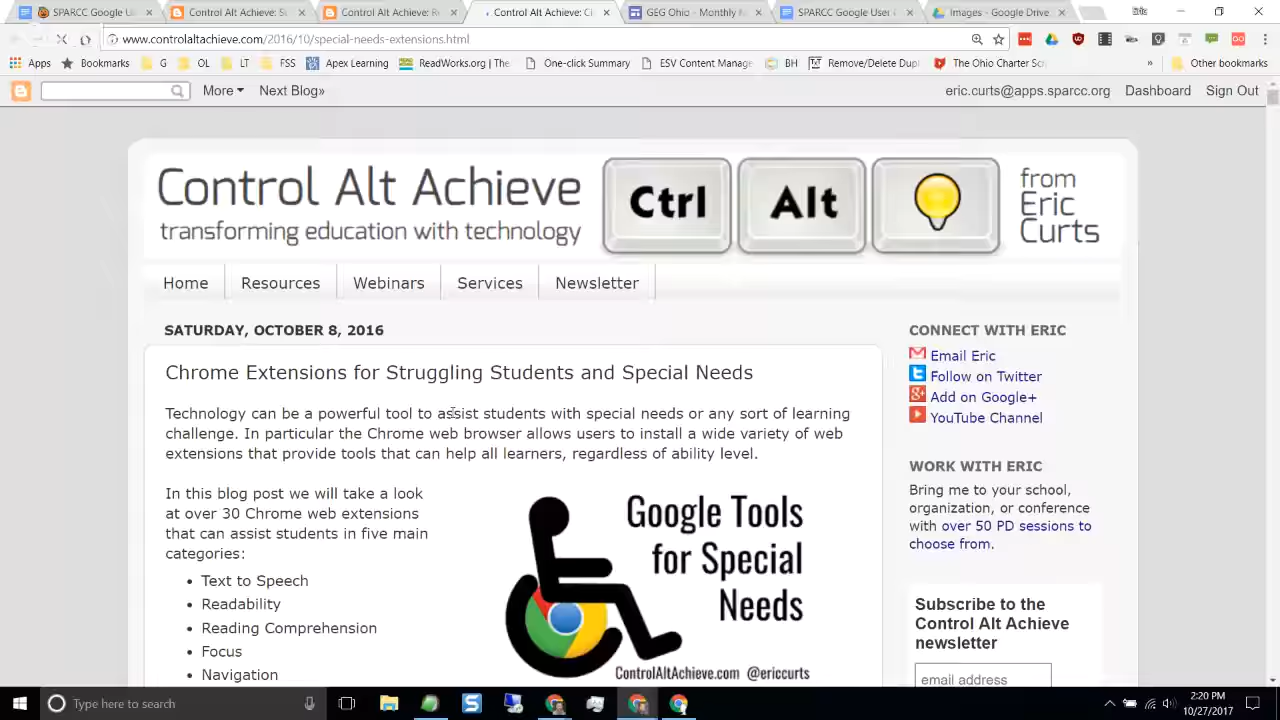 SPARCC Google U
Control Alt Achieve: S
Control Alt Achieve: R
Control Alt Achieve: C
GEG Ohio - Monthly M
SPARCC Google User
Images - Google Drive
www.controlaltachieve.com/2016/10/special-needs-extensions.html
Apps
Bookmarks
G
OL
LT
FSS
Apex Learning
ReadWorks.org | The
One-click Summary
ESV Content Manage
BH
Remove/Delete Dupl
The Ohio Charter Sc
»
Other bookmarks
More
Next Blog»
eric.curts@apps.sparcc.org
Dashboard
Sign Out
Control Alt Achieve
transforming education with technology
Ctrl
Alt
from
Eric
Curts
Home
Resources
Webinars
Services
Newsletter
SATURDAY, OCTOBER 8, 2016
Chrome Extensions for Struggling Students and Special Needs
Technology can be a powerful tool to assist students with special needs or any sort of learning
challenge. In particular the Chrome web browser allows users to install a wide variety of web
extensions that provide tools that can help all learners, regardless of ability level.
In this blog post we will take a look
at over 30 Chrome web extensions
that can assist students in five main
categories:
• Text to Speech
• Readability
• Reading Comprehension
• Focus
• Navigation
Google Tools
for Special
Needs
ControlAltAchieve.com @ericcurts
CONNECT WITH ERIC
Email Eric
Follow on Twitter
Add on Google+
YouTube Channel
WORK WITH ERIC
Bring me to your school,
organization, or conference
with over 50 PD sessions to
choose from.
Subscribe to the
Control Alt Achieve
newsletter
email address
Type here to search
2:20 PM
10/27/2017